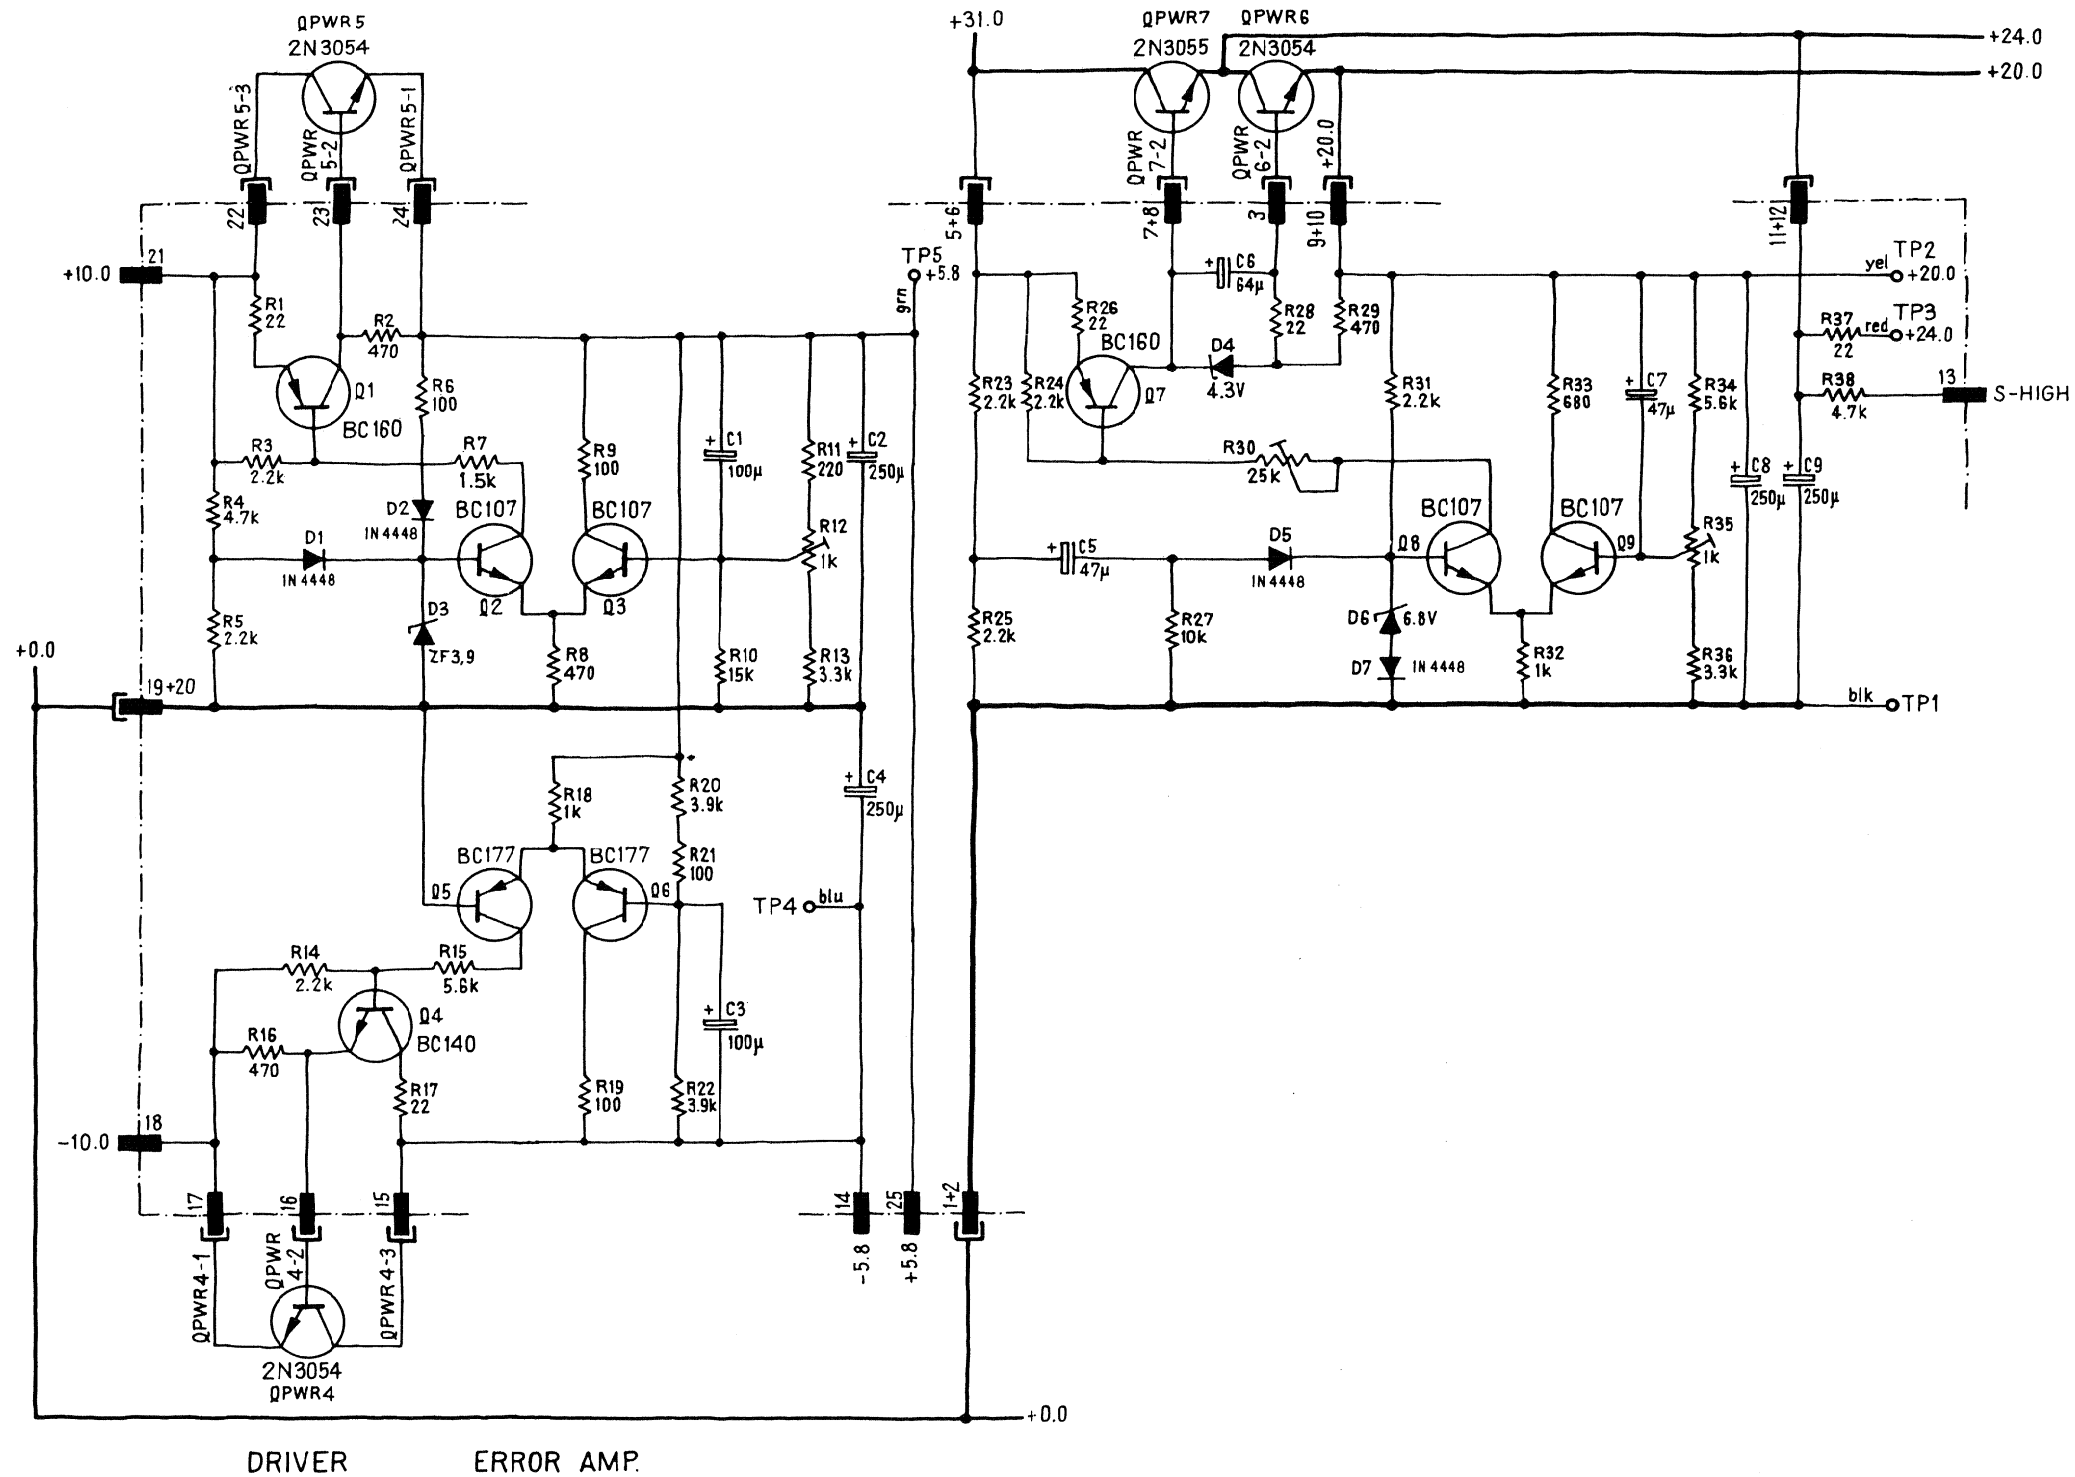 QPWR5
2N3054
QPWR5-3
QPWR
5-2
QPWR5-1
22
23
24
+10.0
21
R1
22
R2
470
Q1
BC160
R6
100
R3
2.2k
R7
1.5k
R4
4.7k
D2
1N4448
BC107
BC107
D1
1N4448
Q2
Q3
R5
2.2k
D3
ZF3,9
R8
470
R9
100
C1
100µ
R11
220
C2
250µ
R12
1k
R10
15k
R13
3.3k
TP5
+5.8
grn
+0.0
19+20
R18
1k
R20
3.9k
R21
100
C4
250µ
BC177
BC177
Q5
Q6
TP4
blu
R14
2.2k
R15
5.6k
Q4
BC140
R16
470
R17
22
C3
100µ
R19
100
R22
3.9k
-10.0
18
17
16
15
14
25
1+2
QPWR4-1
QPWR
4-2
QPWR4-3
-5.8
+5.8
2N3054
QPWR4
+0.0
DRIVER
ERROR AMP.
+31.0
QPWR7
2N3055
QPWR6
2N3054
+24.0
+20.0
QPWR
7-2
QPWR
6-2
+20.0
5+6
7+8
3
9+10
11+12
C6
64µ
R26
22
BC160
Q7
R28
22
R29
470
D4
4.3V
R23
2.2k
R24
2.2k
R30
25k
R31
2.2k
R33
680
C7
47µ
R34
5.6k
yel
TP2
+20.0
TP3
R37
22
red
+24.0
R38
4.7k
13
S-HIGH
C8
250µ
C9
250µ
BC107
BC107
C5
47µ
D5
1N4448
Q8
Q9
R35
1k
R25
2.2k
R27
10k
D6
6.8V
D7
1N4448
R32
1k
R36
3.3k
blk
TP1